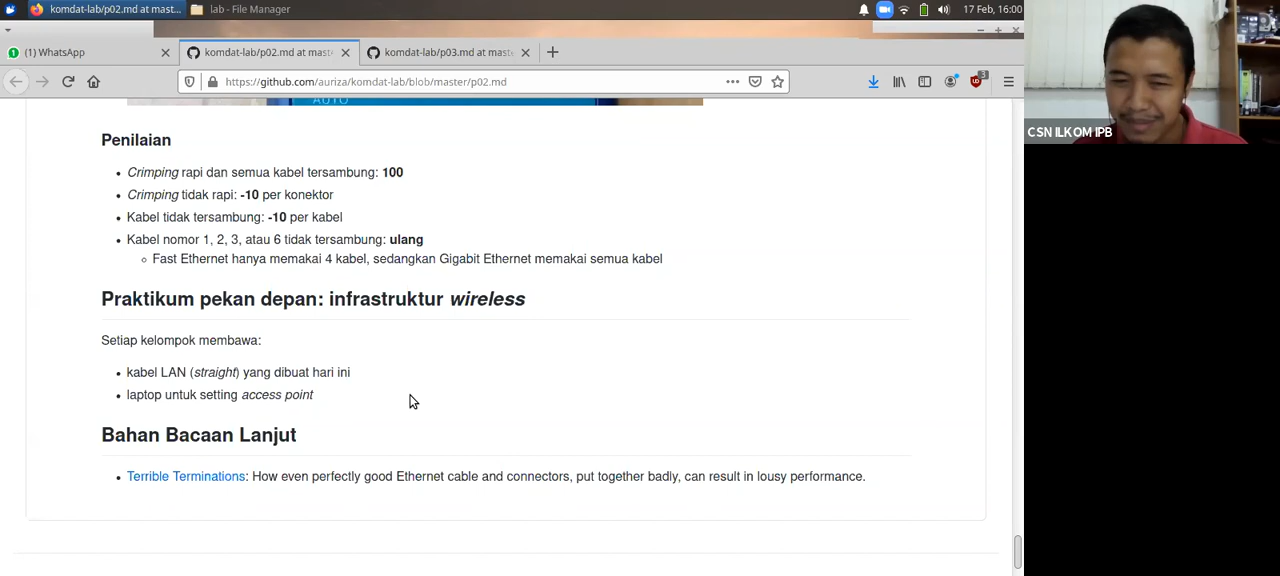 komdat-lab/p02.md at mast...
lab - File Manager
17 Feb, 16:00
(1) WhatsApp
komdat-lab/p02.md at mast
komdat-lab/p03.md at mast
https://github.com/auriza/komdat-lab/blob/master/p02.md
3
AUTO
CSN ILKOM IPB
Penilaian
Crimping rapi dan semua kabel tersambung: 100
Crimping tidak rapi: -10 per konektor
Kabel tidak tersambung: -10 per kabel
Kabel nomor 1, 2, 3, atau 6 tidak tersambung: ulang
Fast Ethernet hanya memakai 4 kabel, sedangkan Gigabit Ethernet memakai semua kabel
Praktikum pekan depan: infrastruktur wireless
Setiap kelompok membawa:
kabel LAN (straight) yang dibuat hari ini
laptop untuk setting access point
Bahan Bacaan Lanjut
Terrible Terminations: How even perfectly good Ethernet cable and connectors, put together badly, can result in lousy performance.